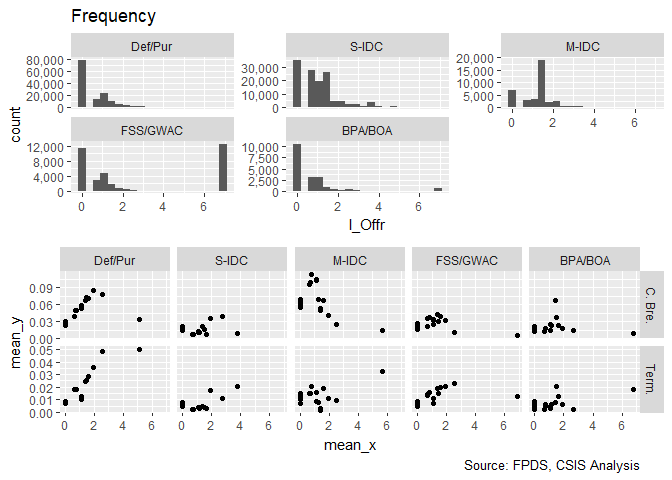 Frequency
Def/Pur S-IDC M-IDC
80,000
60,000
40,000
20,000
0
30,000
20,000
10,000
0
20,000
15,000
10,000
5,000
0
0 2 4 6
count
FSS/GWAC BPA/BOA
12,000
8,000
4,000
0
10,000
7,500
5,000
2,500
0
0 2 4 6 0 2 4 6
l_Offr
Def/Pur S-IDC M-IDC FSS/GWAC BPA/BOA
0.09
0.06
0.03
0.00
C. Bre.
mean_y
0.05
0.04
0.03
0.02
0.01
0.00
Term.
0 2 4 6 0 2 4 6 0 2 4 6 0 2 4 6 0 2 4 6
mean_x
Source: FPDS, CSIS Analysis